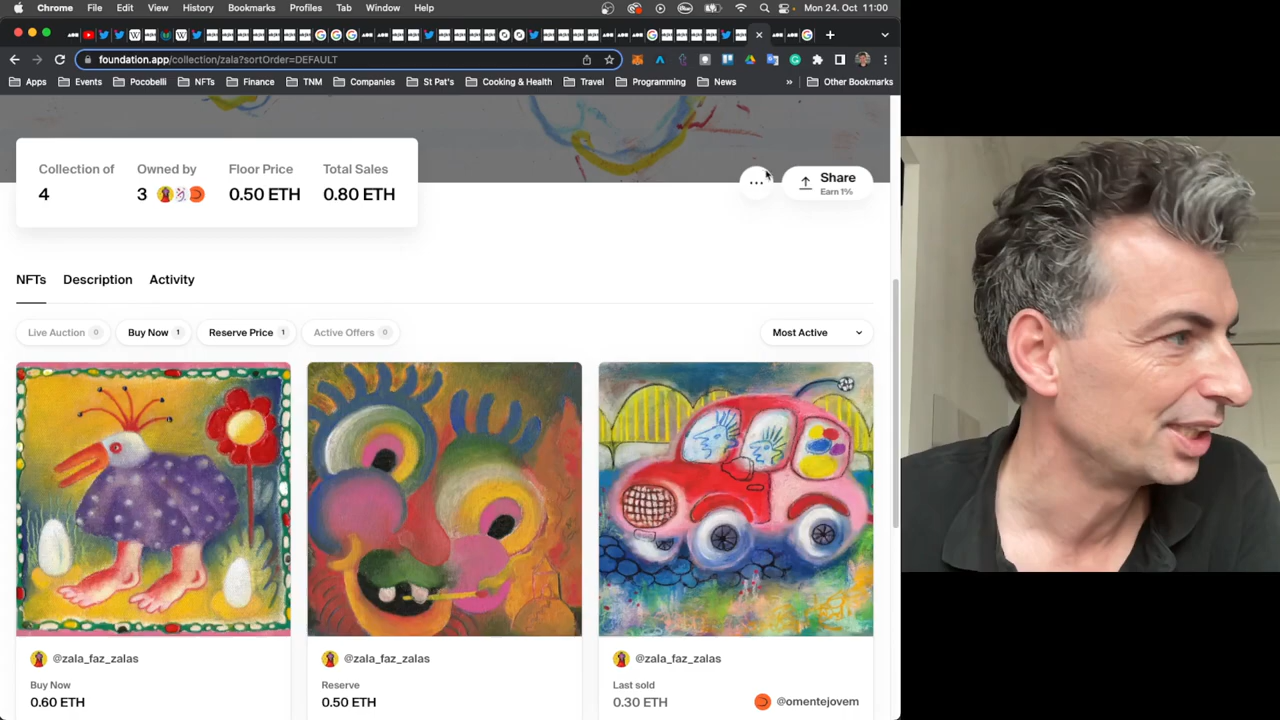 Chrome File Edit View History Bookmarks Profiles Tab Window Help Mon 24. Oct 11:00
foundation.app/collection/zala?sortOrder=DEFAULT
Apps Events Pocobelli NFTs Finance TNM Companies St Pat's Cooking & Health Travel Programming News » Other Bookmarks
Collection of Owned by Floor Price Total Sales
4 3 0.50 ETH 0.80 ETH
... Share
Earn 1%
NFTs Description Activity
Live Auction 0 Buy Now 1 Reserve Price 1 Active Offers 0 Most Active
@zala_faz_zalas @zala_faz_zalas @zala_faz_zalas
Buy Now Reserve Last sold
0.60 ETH 0.50 ETH 0.30 ETH @omentejovem